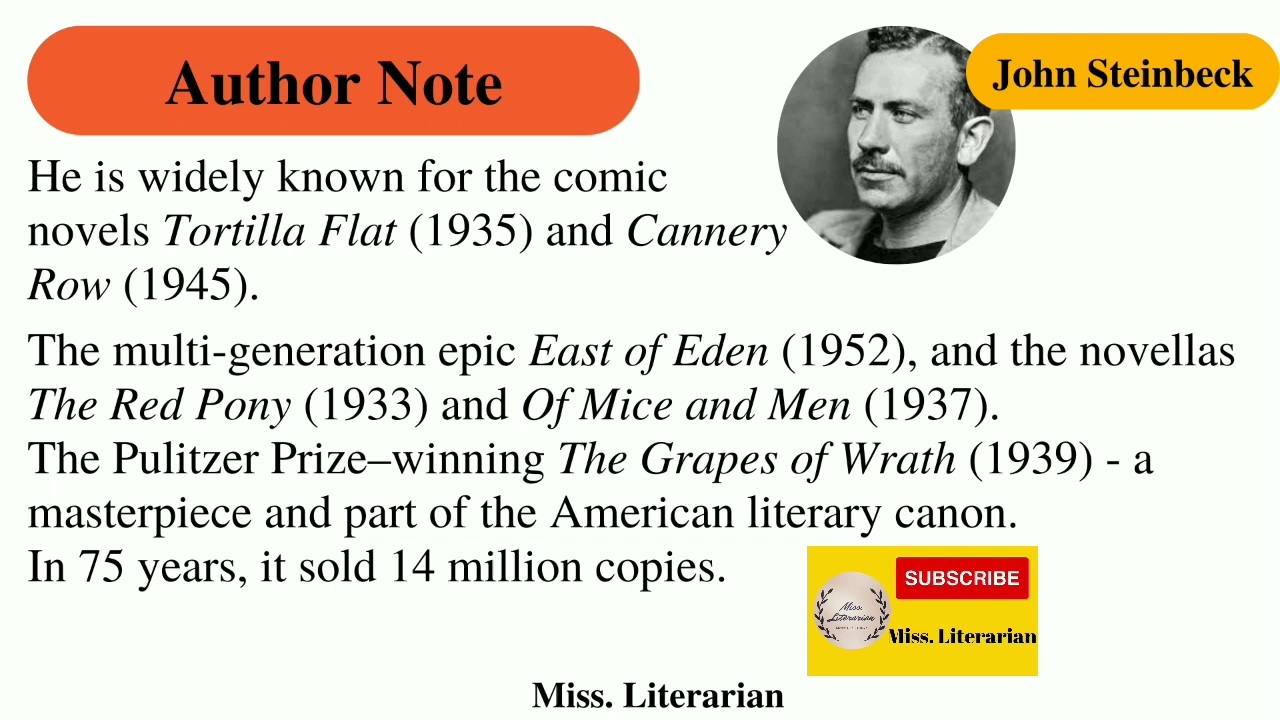 Author Note
John Steinbeck
He is widely known for the comic
novels Tortilla Flat (1935) and Cannery
Row (1945).
The multi-generation epic East of Eden (1952), and the novellas
The Red Pony (1933) and Of Mice and Men (1937).
The Pulitzer Prize–winning The Grapes of Wrath (1939) - a
masterpiece and part of the American literary canon.
In 75 years, it sold 14 million copies.
SUBSCRIBE
Miss.
Literarian
Miss. Literarian
Miss. Literarian